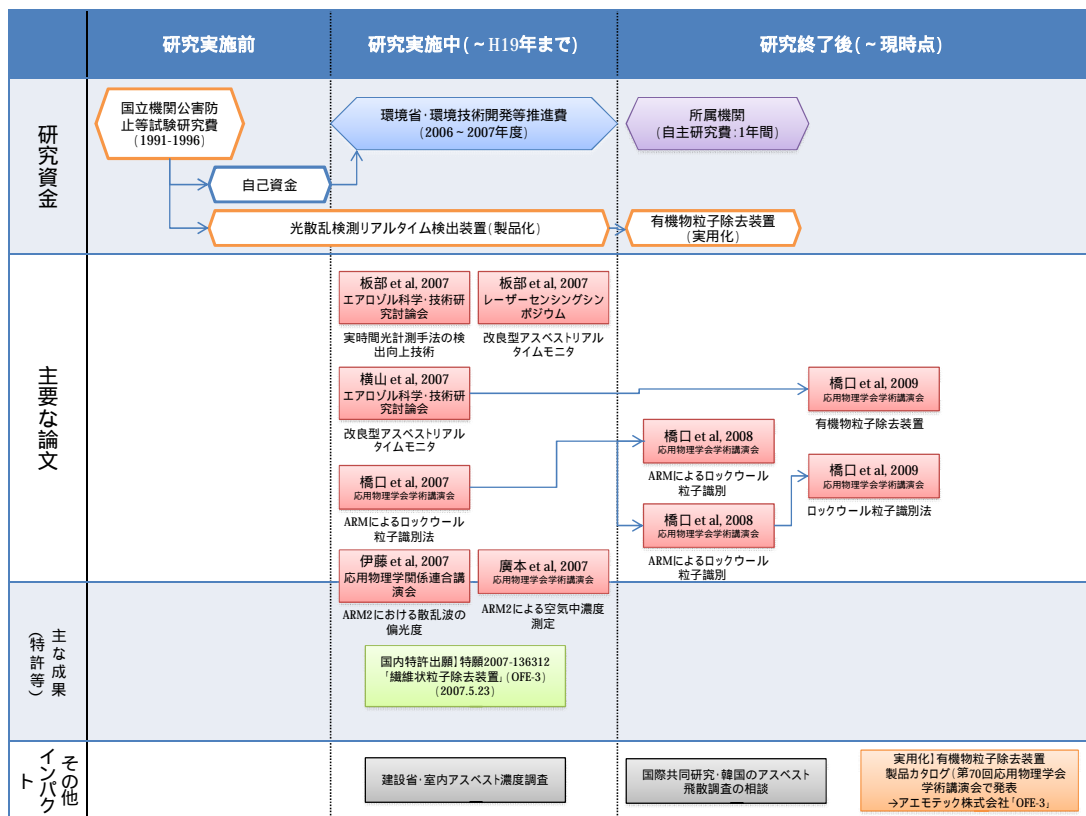 研究実施前
研究実施中(～H19年まで)
研究終了後(～現時点)
研究資金
国立機関公害防
止等試験研究費
(1991-1996)
環境省・環境技術開発等推進費
(2006～2007年度)
所属機関
(自主研究費：1年間)
自己資金
光散乱検測リアルタイム検出装置(製品化)
有機物粒子除去装置
(実用化)
主要な論文
板部 et al, 2007
エアロゾル科学・技術研
究討論会
実時間光計測手法の検
出向上技術
板部 et al, 2007
レーザーセンシングシン
ポジウム
改良型アスベストリアル
タイムモニタ
横山 et al, 2007
エアロゾル科学・技術研
究討論会
改良型アスベストリアル
タイムモニタ
橋口 et al, 2009
応用物理学会学術講演会
有機物粒子除去装置
橋口 et al, 2007
応用物理学会学術講演会
ARMによるロックウール
粒子識別法
橋口 et al, 2008
応用物理学会学術講演会
ARMによるロックウール
粒子識別
橋口 et al, 2009
応用物理学会学術講演会
ロックウール粒子識別法
橋口 et al, 2008
応用物理学会学術講演会
ARMによるロックウール
粒子識別
伊藤 et al, 2007
応用物理学関係連合講
演会
ARM2における散乱波の
偏光度
廣本 et al, 2007
応用物理学会学術講演会
ARM2による空気中濃度
測定
主な成果
(特許等)
国内特許出願】特願2007-136312
「繊維状粒子除去装置」(OFE-3)
(2007.5.23)
その他
インパク
ト
建設省・室内アスベスト濃度調査
国際共同研究・韓国のアスベスト
飛散調査の相談
実用化】有機物粒子除去装置
製品カタログ(第70回応用物理学会
学術講演会で発表
→アエモテック株式会社「OFE-3」